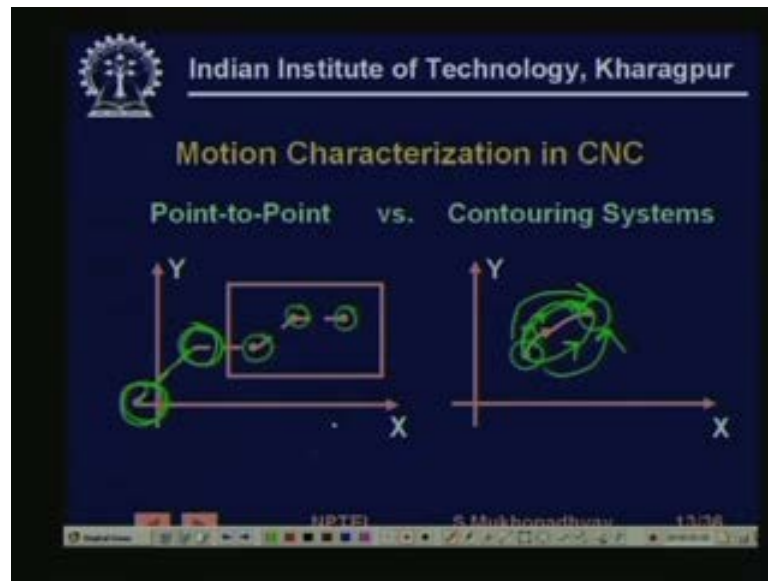 Indian Institute of Technology, Kharagpur
Motion Characterization in CNC
Point-to-Point vs. Contouring Systems
Y Y
X X
NPTEL S.Mukhopadhyay 13/36